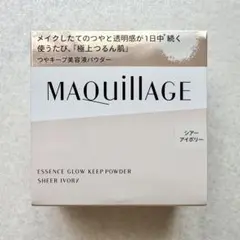 メイクしたてのつやと透明感が1日中*続く
使うたび、「極上つるん肌」
つやキープ美容液パウダー
MAQuillAGE
シアー
アイボリー
ESSENCE GLOW KEEP POWDER
SHEER IVORY